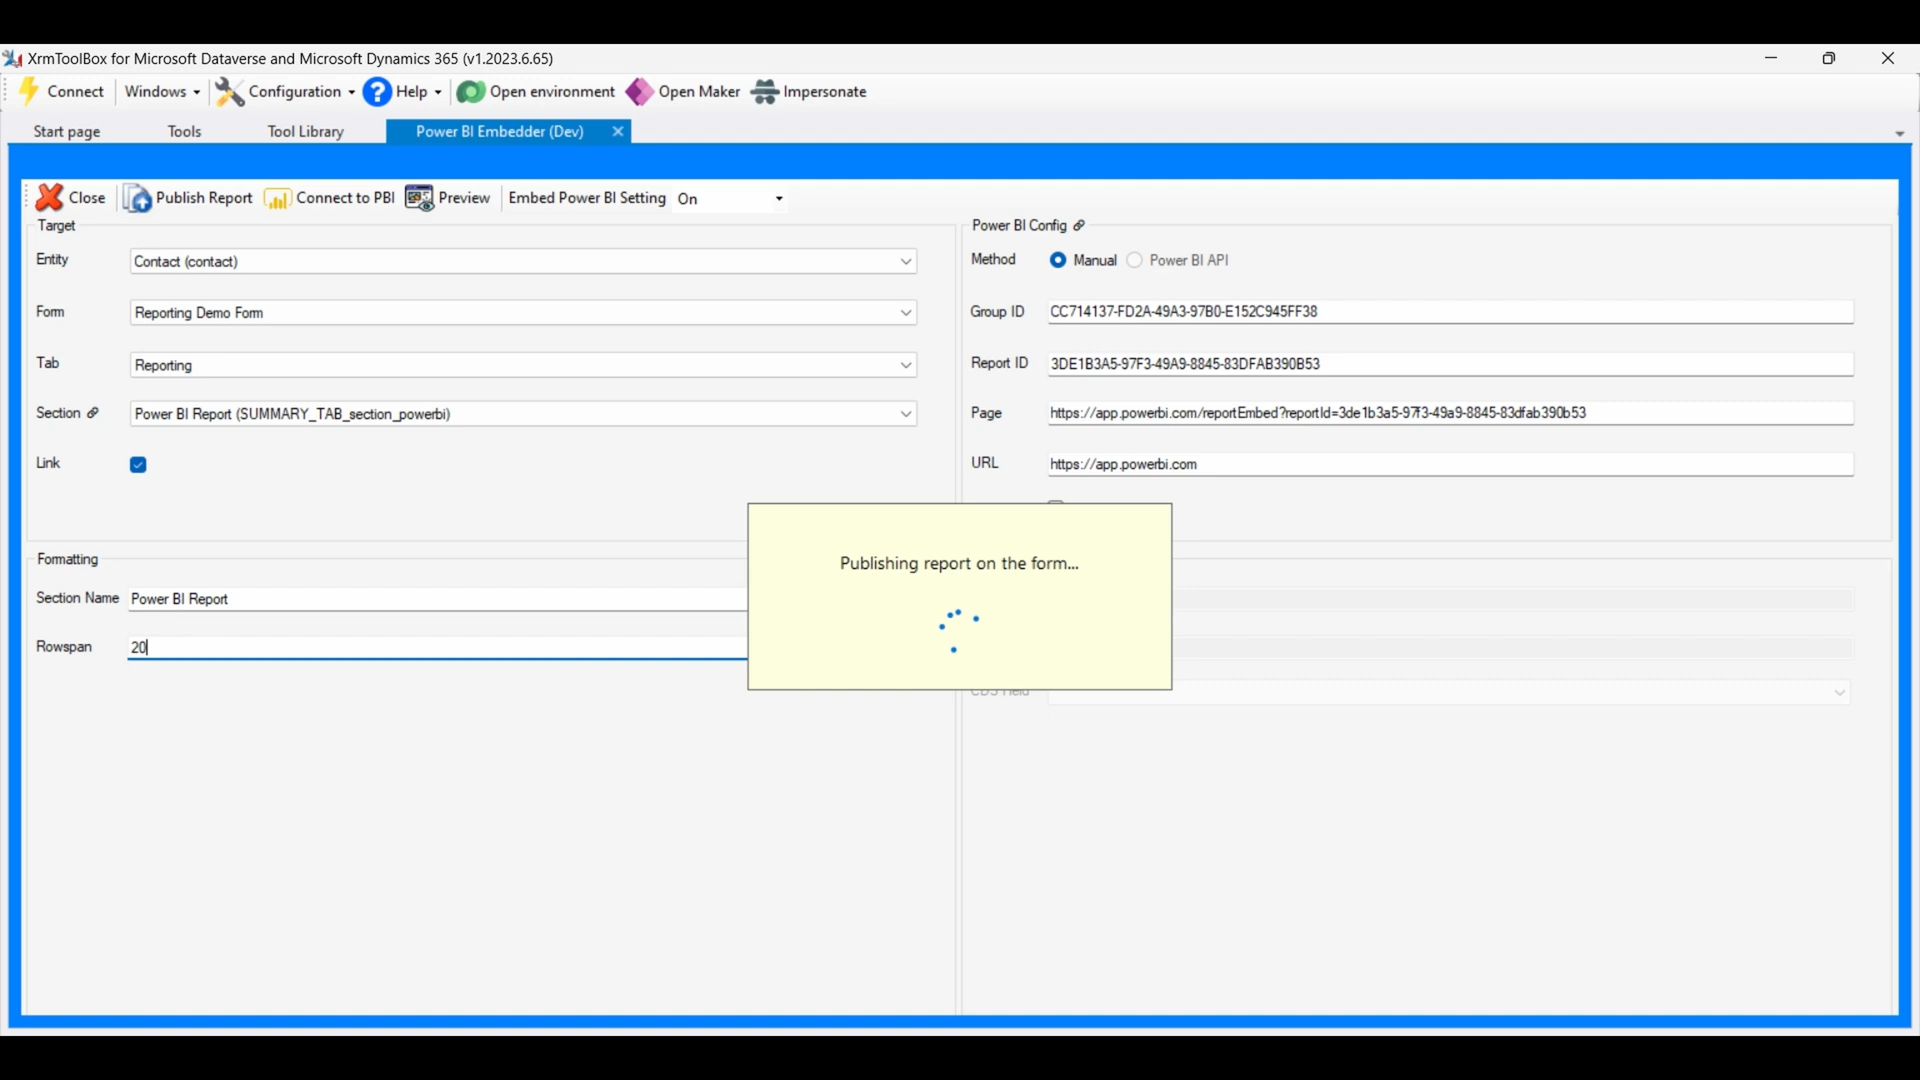 XrmToolBox for Microsoft Dataverse and Microsoft Dynamics 365 (v1.2023.6.65)
Connect Windows Configuration Help Open environment Open Maker Impersonate
Start page Tools Tool Library Power BI Embedder (Dev)
Close Publish Report Connect to PBI Preview Embed Power BI Setting On
Target
Entity Contact (contact)
Form Reporting Demo Form
Tab Reporting
Section Power BI Report (SUMMARY_TAB_section_powerbi)
Link
Power BI Config
Method Manual Power BI API
Group ID CC714137-FD2A-49A3-97B0-E152C945FF38
Report ID 3DE1B3A5-97F3-49A9-8845-83DFAB390B53
Page https://app.powerbi.com/reportEmbed?reportId=3de1b3a5-97f3-49a9-8845-83dfab390b53
URL https://app.powerbi.com
Formatting
Section Name Power BI Report
Rowspan 20
Publishing report on the form...
CDS Field